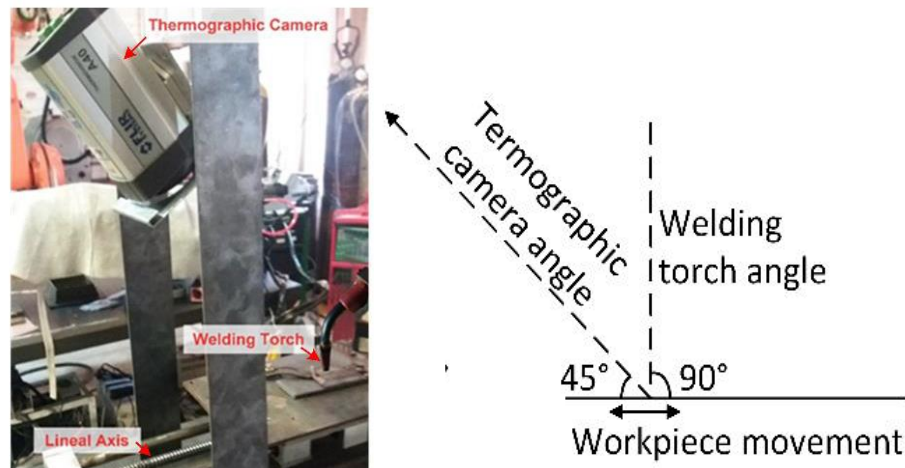 Thermographic Camera
A40
FLIR
Welding Torch
Lineal Axis
Termographic
camera angle
Welding
torch angle
45°
90°
Workpiece movement